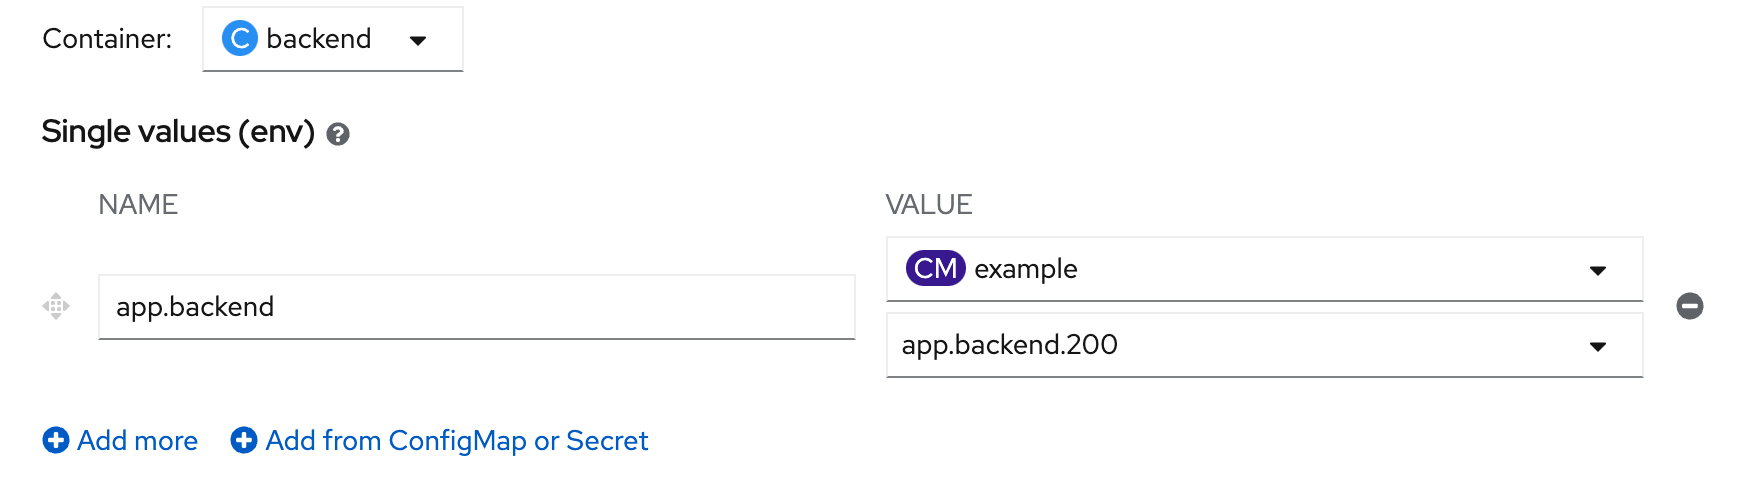 Container: C backend
Single values (env) ?
NAME VALUE
CM example
app.backend
app.backend.200
Add more Add from ConfigMap or Secret